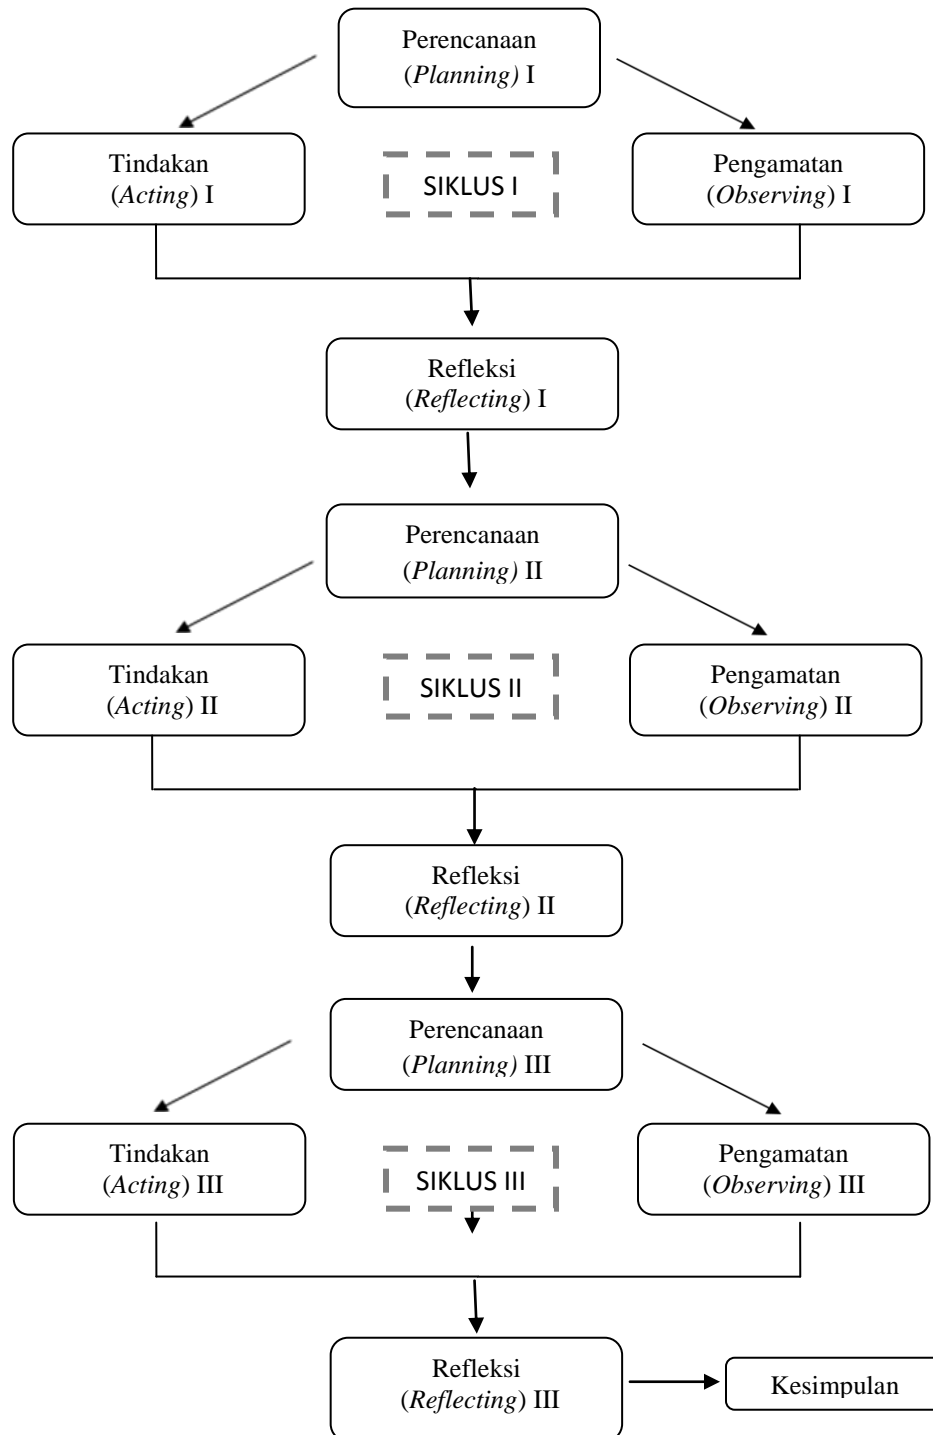 Perencanaan
(Planning) I
Tindakan
(Acting) I
SIKLUS I
Pengamatan
(Observing) I
Refleksi
(Reflecting) I
Perencanaan
(Planning) II
Tindakan
(Acting) II
SIKLUS II
Pengamatan
(Observing) II
Refleksi
(Reflecting) II
Perencanaan
(Planning) III
Tindakan
(Acting) III
SIKLUS III
Pengamatan
(Observing) III
Refleksi
(Reflecting) III
Kesimpulan